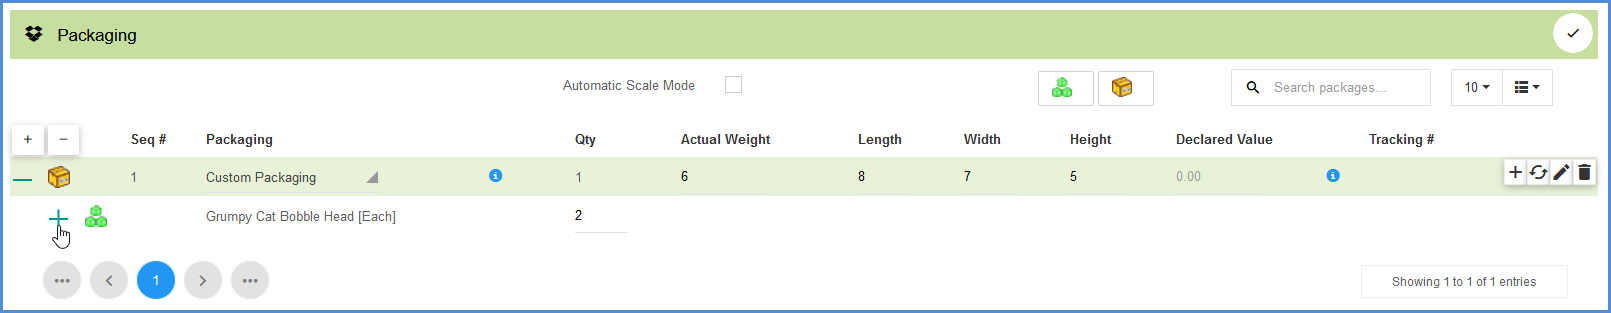 Packaging
Automatic Scale Mode
Search packages...
10
+ − Seq # Packaging Qty Actual Weight Length Width Height Declared Value Tracking #
1 Custom Packaging 1 6 8 7 5 0.00
Grumpy Cat Bobble Head [Each] 2
... 1 ... Showing 1 to 1 of 1 entries